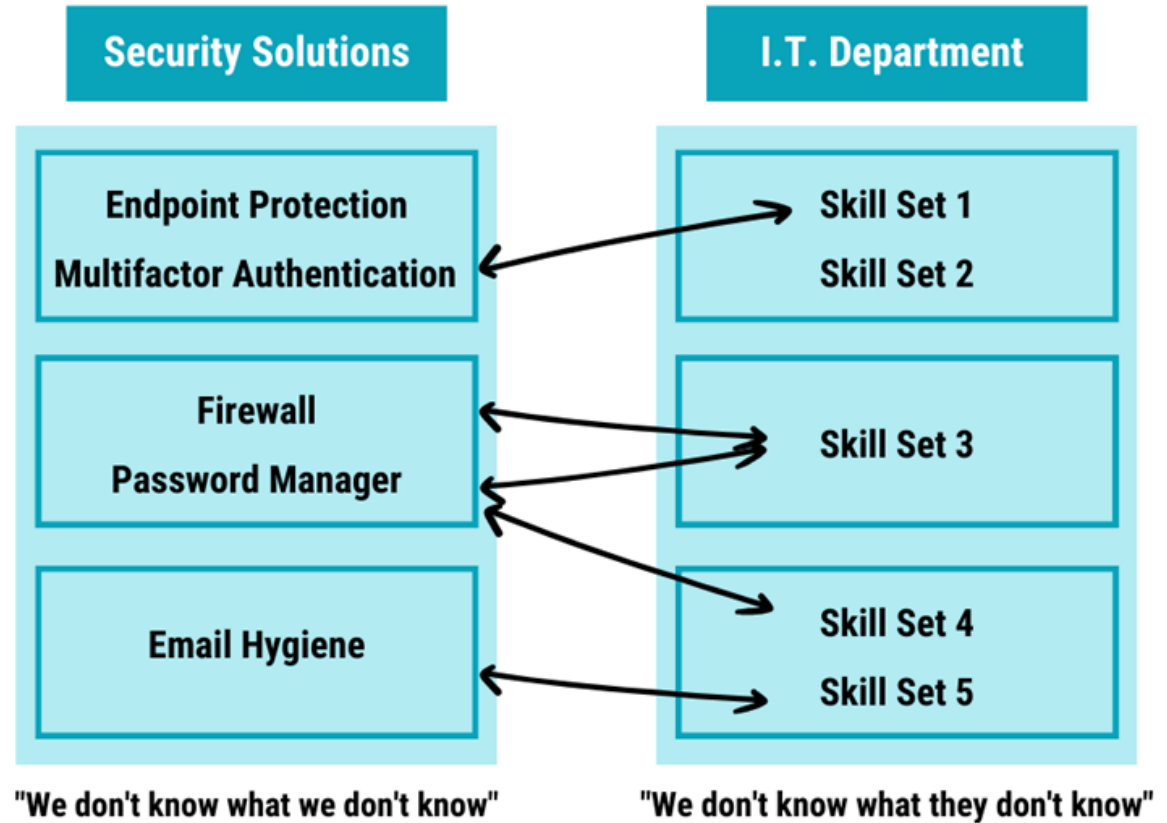 Security Solutions
Endpoint Protection
Multifactor Authentication
Firewall
Password Manager
Email Hygiene
"We don't know what we don't know"
I.T. Department
Skill Set 1
Skill Set 2
Skill Set 3
Skill Set 4
Skill Set 5
"We don't know what they don't know"